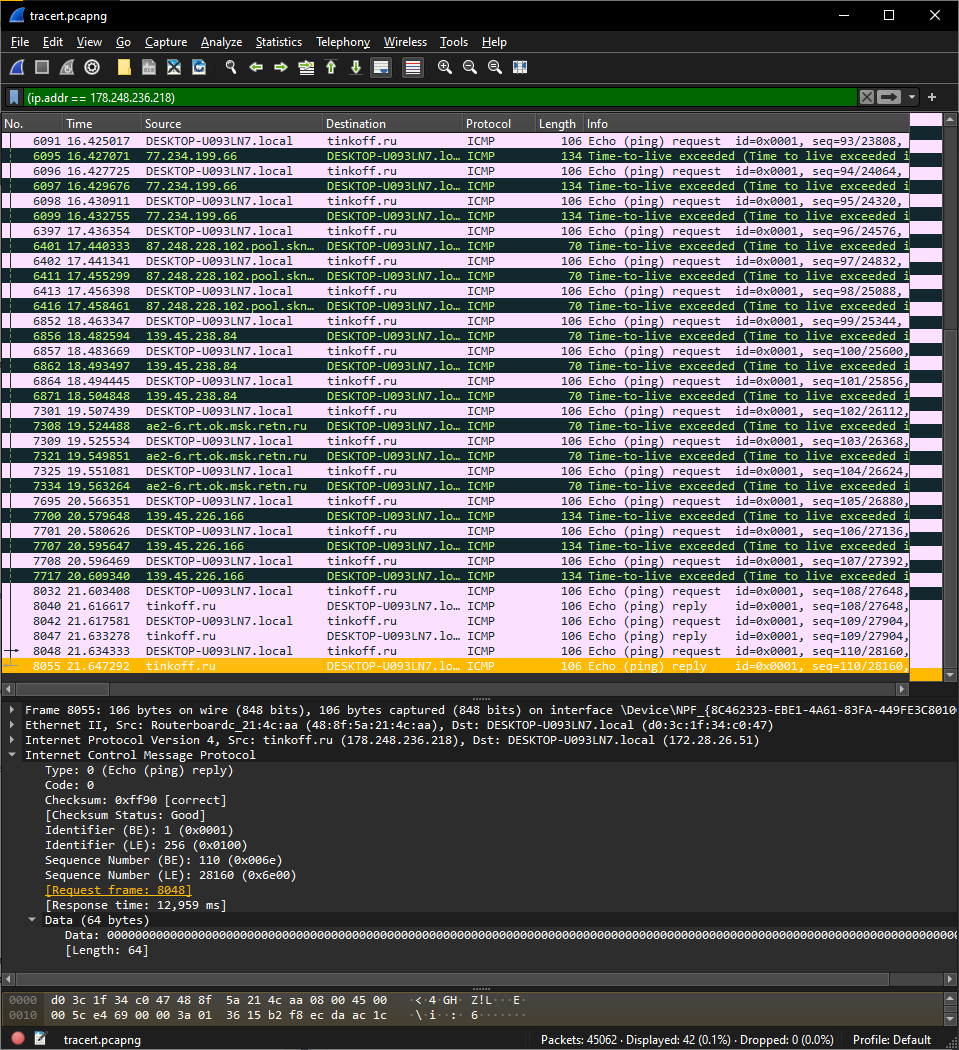 tracert.pcapng
File Edit View Go Capture Analyze Statistics Telephony Wireless Tools Help
(ip.addr == 178.248.236.218)
No. Time Source Destination Protocol Length Info
6091 16.425017 DESKTOP-U093LN7.local tinkoff.ru ICMP 106 Echo (ping) request id=0x0001, seq=93/23808,
6095 16.427071 77.234.199.66 DESKTOP-U093LN7.lo… ICMP 134 Time-to-live exceeded (Time to live exceeded i
6096 16.427725 DESKTOP-U093LN7.local tinkoff.ru ICMP 106 Echo (ping) request id=0x0001, seq=94/24064,
6097 16.429676 77.234.199.66 DESKTOP-U093LN7.lo… ICMP 134 Time-to-live exceeded (Time to live exceeded i
6098 16.430911 DESKTOP-U093LN7.local tinkoff.ru ICMP 106 Echo (ping) request id=0x0001, seq=95/24320,
6099 16.432755 77.234.199.66 DESKTOP-U093LN7.lo… ICMP 134 Time-to-live exceeded (Time to live exceeded i
6397 17.436354 DESKTOP-U093LN7.local tinkoff.ru ICMP 106 Echo (ping) request id=0x0001, seq=96/24576,
6401 17.440333 87.248.228.102.pool.skn… DESKTOP-U093LN7.lo… ICMP 70 Time-to-live exceeded (Time to live exceeded i
6402 17.441341 DESKTOP-U093LN7.local tinkoff.ru ICMP 106 Echo (ping) request id=0x0001, seq=97/24832,
6411 17.455299 87.248.228.102.pool.skn… DESKTOP-U093LN7.lo… ICMP 70 Time-to-live exceeded (Time to live exceeded i
6413 17.456398 DESKTOP-U093LN7.local tinkoff.ru ICMP 106 Echo (ping) request id=0x0001, seq=98/25088,
6416 17.458461 87.248.228.102.pool.skn… DESKTOP-U093LN7.lo… ICMP 70 Time-to-live exceeded (Time to live exceeded i
6852 18.463347 DESKTOP-U093LN7.local tinkoff.ru ICMP 106 Echo (ping) request id=0x0001, seq=99/25344,
6856 18.482594 139.45.238.84 DESKTOP-U093LN7.lo… ICMP 70 Time-to-live exceeded (Time to live exceeded i
6857 18.483669 DESKTOP-U093LN7.local tinkoff.ru ICMP 106 Echo (ping) request id=0x0001, seq=100/25600,
6862 18.493497 139.45.238.84 DESKTOP-U093LN7.lo… ICMP 70 Time-to-live exceeded (Time to live exceeded i
6864 18.494445 DESKTOP-U093LN7.local tinkoff.ru ICMP 106 Echo (ping) request id=0x0001, seq=101/25856,
6871 18.504848 139.45.238.84 DESKTOP-U093LN7.lo… ICMP 70 Time-to-live exceeded (Time to live exceeded i
7301 19.507439 DESKTOP-U093LN7.local tinkoff.ru ICMP 106 Echo (ping) request id=0x0001, seq=102/26112,
7308 19.524488 ae2-6.rt.ok.msk.retn.ru DESKTOP-U093LN7.lo… ICMP 70 Time-to-live exceeded (Time to live exceeded i
7309 19.525534 DESKTOP-U093LN7.local tinkoff.ru ICMP 106 Echo (ping) request id=0x0001, seq=103/26368,
7321 19.549851 ae2-6.rt.ok.msk.retn.ru DESKTOP-U093LN7.lo… ICMP 70 Time-to-live exceeded (Time to live exceeded i
7325 19.551081 DESKTOP-U093LN7.local tinkoff.ru ICMP 106 Echo (ping) request id=0x0001, seq=104/26624,
7334 19.563264 ae2-6.rt.ok.msk.retn.ru DESKTOP-U093LN7.lo… ICMP 70 Time-to-live exceeded (Time to live exceeded i
7695 20.566351 DESKTOP-U093LN7.local tinkoff.ru ICMP 106 Echo (ping) request id=0x0001, seq=105/26880,
7700 20.579648 139.45.226.166 DESKTOP-U093LN7.lo… ICMP 134 Time-to-live exceeded (Time to live exceeded i
7701 20.580626 DESKTOP-U093LN7.local tinkoff.ru ICMP 106 Echo (ping) request id=0x0001, seq=106/27136,
7707 20.595647 139.45.226.166 DESKTOP-U093LN7.lo… ICMP 134 Time-to-live exceeded (Time to live exceeded i
7708 20.596469 DESKTOP-U093LN7.local tinkoff.ru ICMP 106 Echo (ping) request id=0x0001, seq=107/27392,
7717 20.609340 139.45.226.166 DESKTOP-U093LN7.lo… ICMP 134 Time-to-live exceeded (Time to live exceeded i
8032 21.603408 DESKTOP-U093LN7.local tinkoff.ru ICMP 106 Echo (ping) request id=0x0001, seq=108/27648,
8040 21.616617 tinkoff.ru DESKTOP-U093LN7.lo… ICMP 106 Echo (ping) reply id=0x0001, seq=108/27648,
8042 21.617581 DESKTOP-U093LN7.local tinkoff.ru ICMP 106 Echo (ping) request id=0x0001, seq=109/27904,
8047 21.633278 tinkoff.ru DESKTOP-U093LN7.lo… ICMP 106 Echo (ping) reply id=0x0001, seq=109/27904,
8048 21.634333 DESKTOP-U093LN7.local tinkoff.ru ICMP 106 Echo (ping) request id=0x0001, seq=110/28160,
8055 21.647292 tinkoff.ru DESKTOP-U093LN7.lo… ICMP 106 Echo (ping) reply id=0x0001, seq=110/28160,
Frame 8055: 106 bytes on wire (848 bits), 106 bytes captured (848 bits) on interface \Device\NPF_{8C462323-EBE1-4A61-83FA-449FE3C8010
Ethernet II, Src: Routerboardc_21:4c:aa (48:8f:5a:21:4c:aa), Dst: DESKTOP-U093LN7.local (d0:3c:1f:34:c0:47)
Internet Protocol Version 4, Src: tinkoff.ru (178.248.236.218), Dst: DESKTOP-U093LN7.local (172.28.26.51)
Internet Control Message Protocol
Type: 0 (Echo (ping) reply)
Code: 0
Checksum: 0xff90 [correct]
[Checksum Status: Good]
Identifier (BE): 1 (0x0001)
Identifier (LE): 256 (0x0100)
Sequence Number (BE): 110 (0x006e)
Sequence Number (LE): 28160 (0x6e00)
[Request frame: 8048]
[Response time: 12,959 ms]
Data (64 bytes)
Data: 0000000000000000000000000000000000000000000000000000000000000000000000000000000000000000000000000000000000000000000000000
[Length: 64]
0000 d0 3c 1f 34 c0 47 48 8f 5a 21 4c aa 08 00 45 00 ·<·4·GH· Z!L···E·
0010 00 5c e4 69 00 00 3a 01 36 15 b2 f8 ec da ac 1c ·\·i··:· 6·······
tracert.pcapng Packets: 45062 · Displayed: 42 (0.1%) · Dropped: 0 (0.0%) Profile: Default